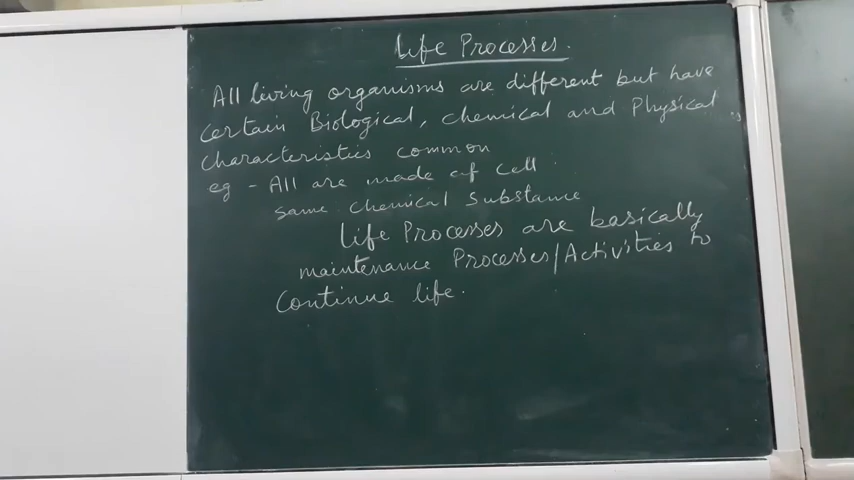 Life Processes.
All living organisms are different but have
certain Biological, chemical and Physical
characteristics common
eg - All are made of cell
same chemical substance
Life Processes are basically
maintenance Processes/Activities to
continue life.